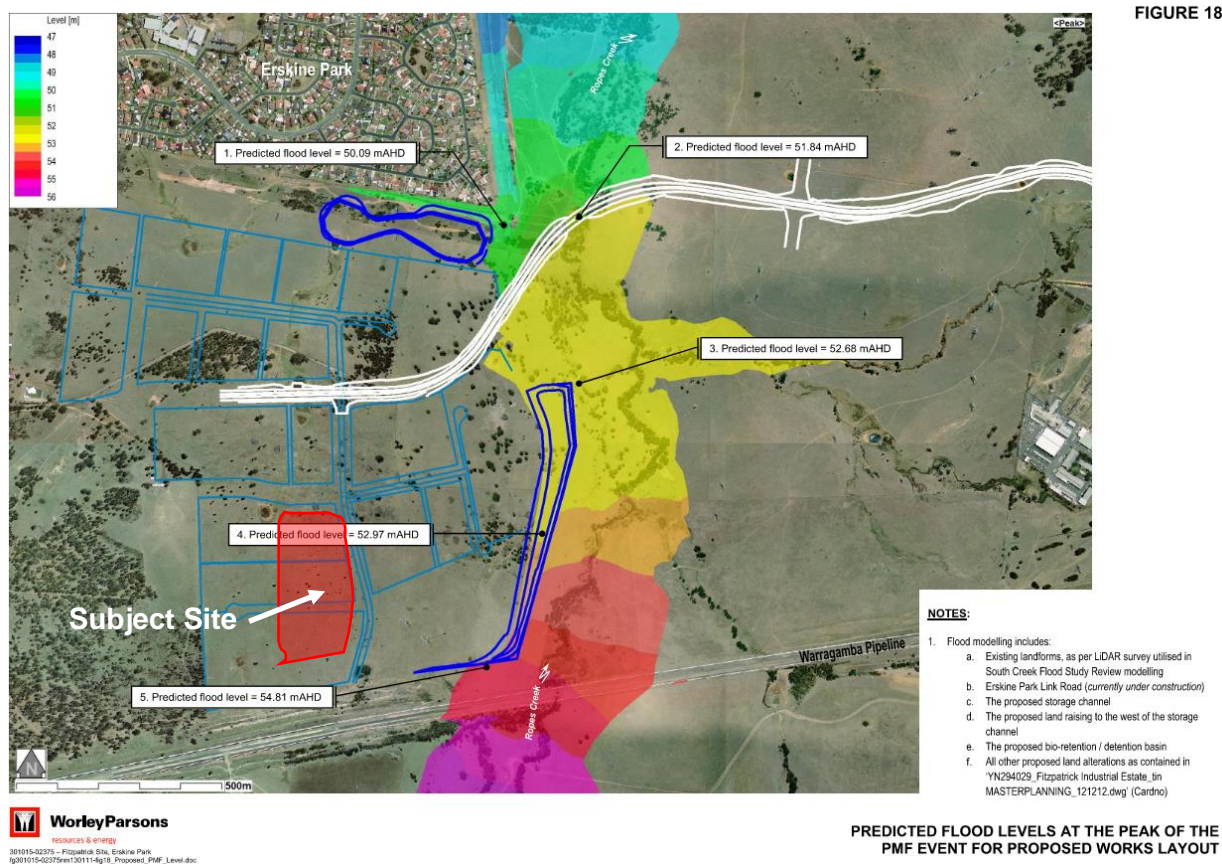 FIGURE 18
Level [m]
47
48
49
50
51
52
53
54
55
56
<Peak>
Erskine Park
Ropes Creek
1. Predicted flood level = 50.09 mAHD
2. Predicted flood level = 51.84 mAHD
3. Predicted flood level = 52.68 mAHD
4. Predicted flood level = 52.97 mAHD
Subject Site
5. Predicted flood level = 54.81 mAHD
Ropes Creek
Warragamba Pipeline
N
500m
NOTES:
1. Flood modelling includes:
a. Existing landforms, as per LiDAR survey utilised in
South Creek Flood Study Review modelling
b. Erskine Park Link Road (currently under construction)
c. The proposed storage channel
d. The proposed land raising to the west of the storage
channel
e. The proposed bio-retention / detention basin
f. All other proposed land alterations as contained in
'YN294029_Fitzpatrick Industrial Estate_tin
MASTERPLANNING_121212.dwg' (Cardno)
WorleyParsons
resources & energy
301015-02375 – Fitzpatrick Site, Erskine Park
fg301015-02375rm130111-fig18_Proposed_PMF_Level.doc
PREDICTED FLOOD LEVELS AT THE PEAK OF THE
PMF EVENT FOR PROPOSED WORKS LAYOUT